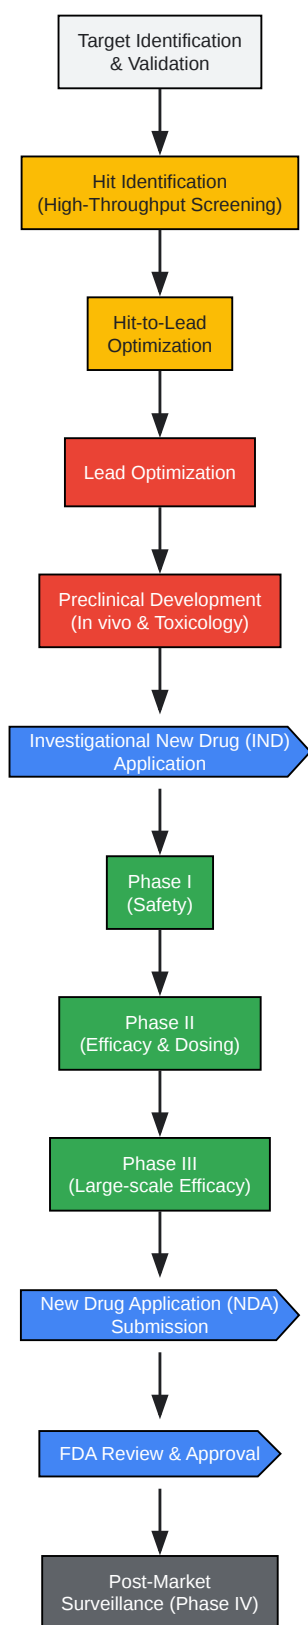 Target Identification
& Validation
Hit Identification
(High-Throughput Screening)
Hit-to-Lead
Optimization
Lead Optimization
Preclinical Development
(In vivo & Toxicology)
Investigational New Drug (IND)
Application
Phase I
(Safety)
Phase II
(Efficacy & Dosing)
Phase III
(Large-scale Efficacy)
New Drug Application (NDA)
Submission
FDA Review & Approval
Post-Market
Surveillance (Phase IV)